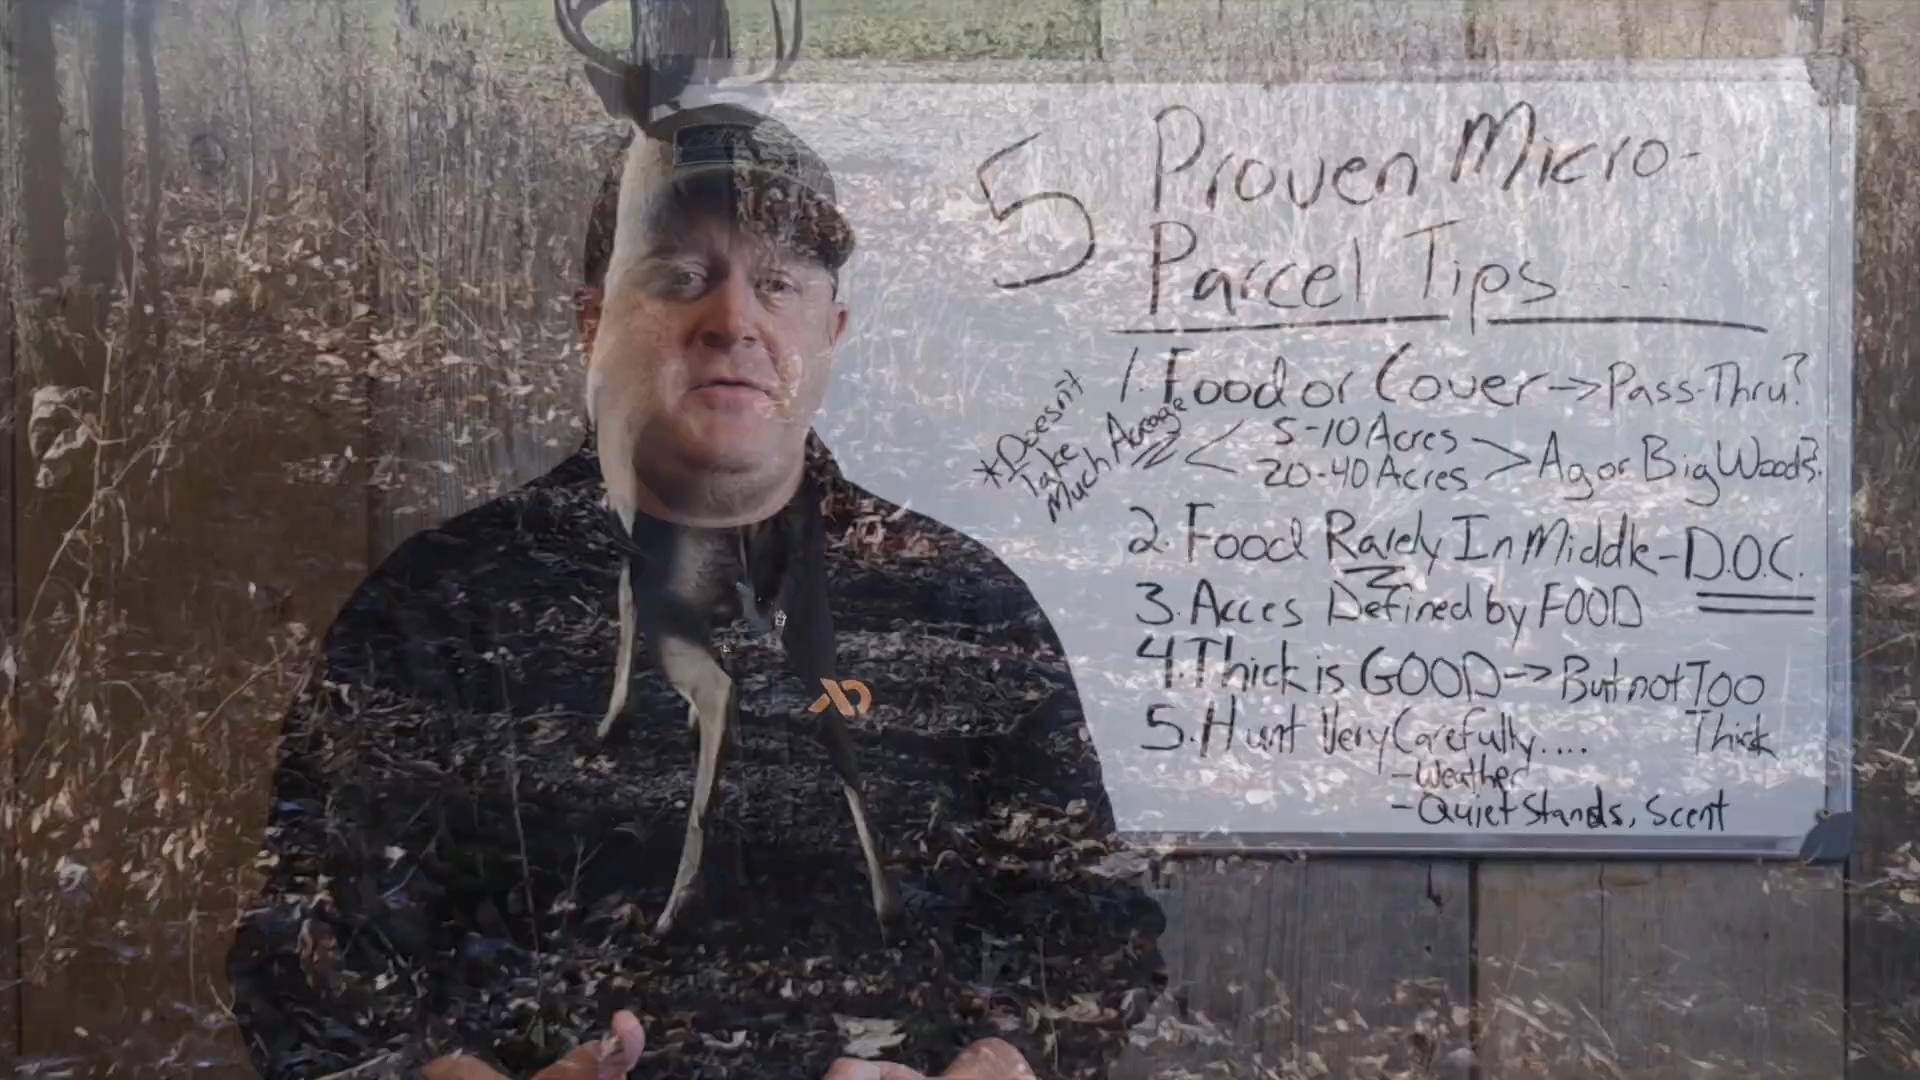 5 Proven Micro-
Parcel Tips....
1. Food or Cover -> Pass-Thru?
*Doesn't
Take
Much Acreage
< 5-10 Acres
20-40 Acres > Ag or Big Woods?
2. Food Rarely In Middle - D.O.C.
3. Acces Defined by FOOD
4. Thick is GOOD -> But not Too
Thick
5. Hunt Very Carefully....
- Weather
- Quiet Stands, Scent